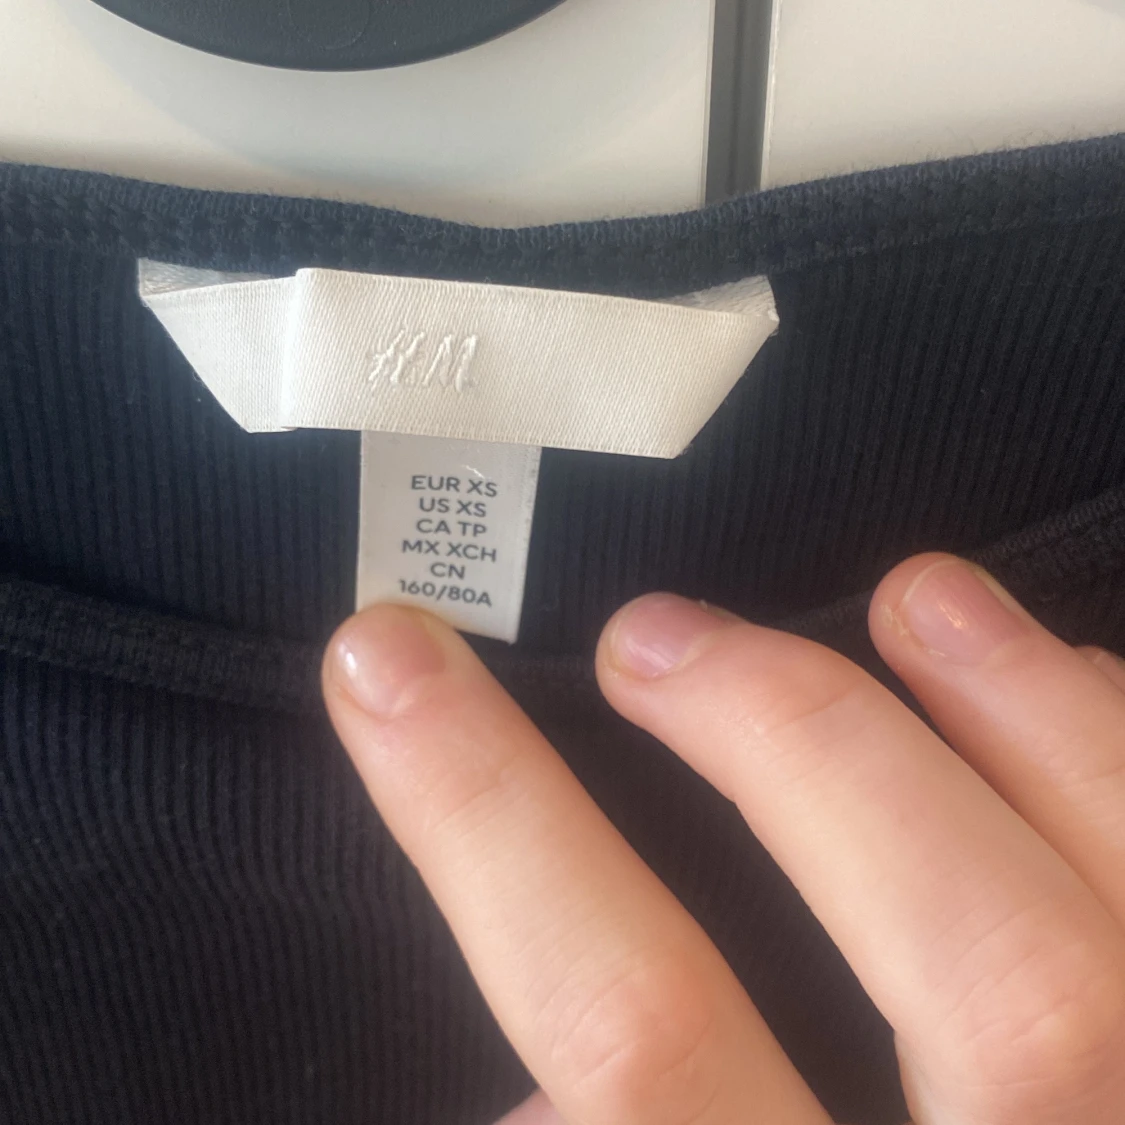 H&M
EUR XS
US XS
CA TP
MX XCH
CN
160/80A